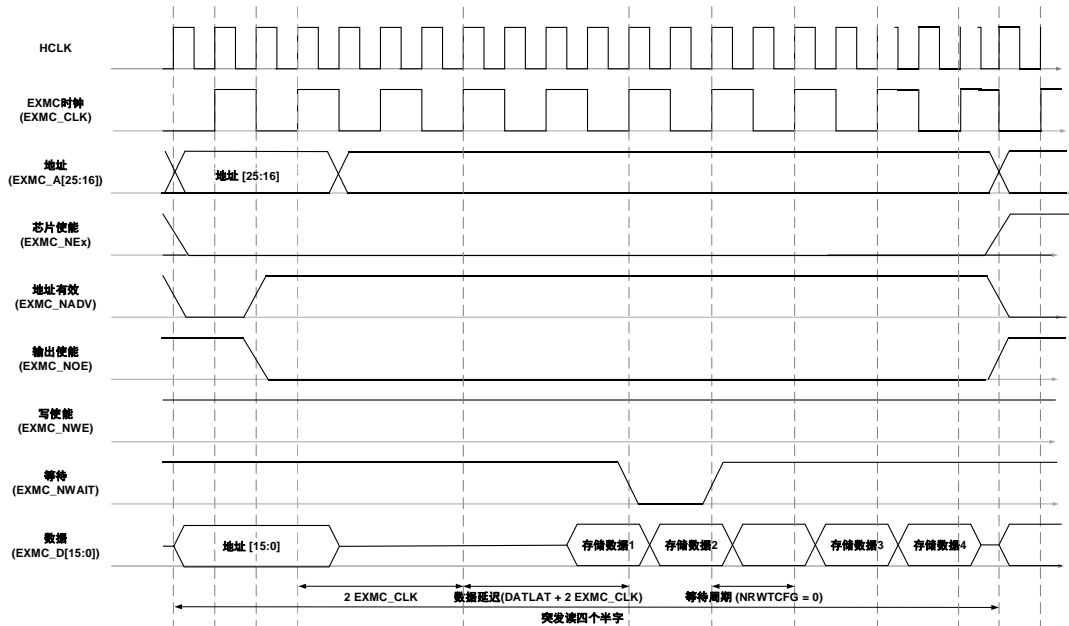 HCLK
EXMC时钟
(EXMC_CLK)
地址
(EXMC_A[25:16])
地址 [25:16]
芯片使能
(EXMC_NEx)
地址有效
(EXMC_NADV)
输出使能
(EXMC_NOE)
写使能
(EXMC_NWE)
等待
(EXMC_NWAIT)
数据
(EXMC_D[15:0])
地址 [15:0]
存储数据1
存储数据2
存储数据3
存储数据4
2 EXMC_CLK
数据延迟(DATLAT + 2 EXMC_CLK)
等待周期 (NRWTCFG = 0)
突发读四个半字